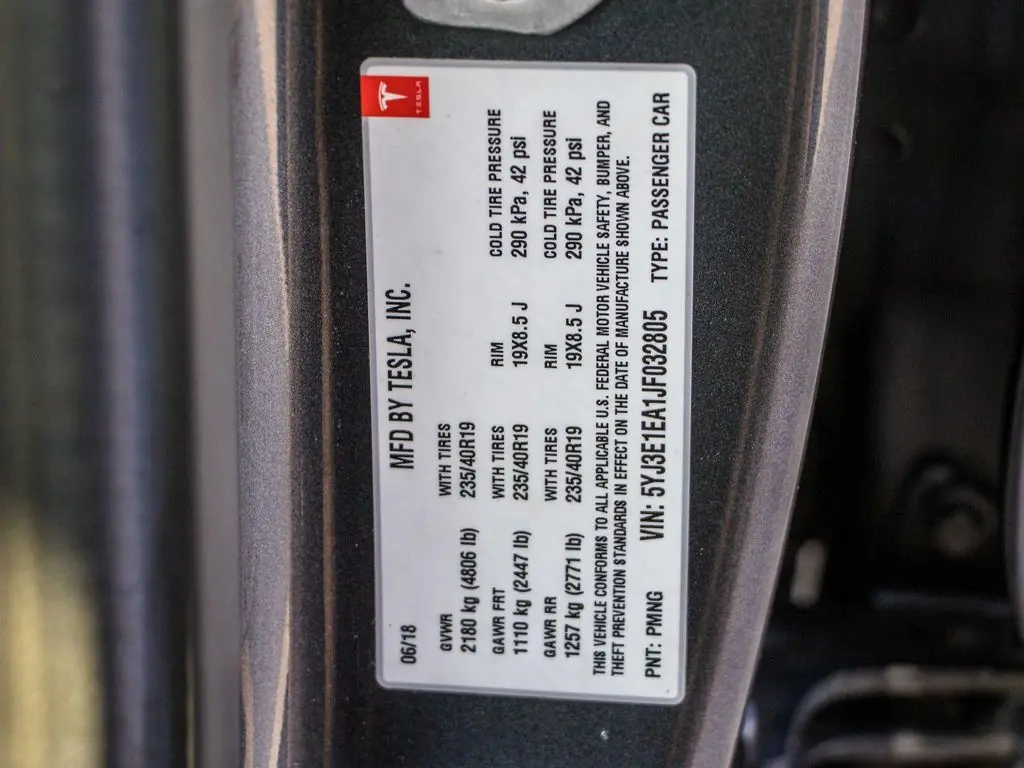 TESLA
06/18 MFD BY TESLA, INC.
GVWR WITH TIRES
2180 kg (4806 lb) 235/40R19
GAWR FRT WITH TIRES RIM COLD TIRE PRESSURE
1110 kg (2447 lb) 235/40R19 19X8.5 J 290 kPa, 42 psi
GAWR RR WITH TIRES RIM COLD TIRE PRESSURE
1257 kg (2771 lb) 235/40R19 19X8.5 J 290 kPa, 42 psi
THIS VEHICLE CONFORMS TO ALL APPLICABLE U.S. FEDERAL MOTOR VEHICLE SAFETY, BUMPER, AND
THEFT PREVENTION STANDARDS IN EFFECT ON THE DATE OF MANUFACTURE SHOWN ABOVE.
PNT: PMNG VIN: 5YJ3E1EA1JF032805 TYPE: PASSENGER CAR